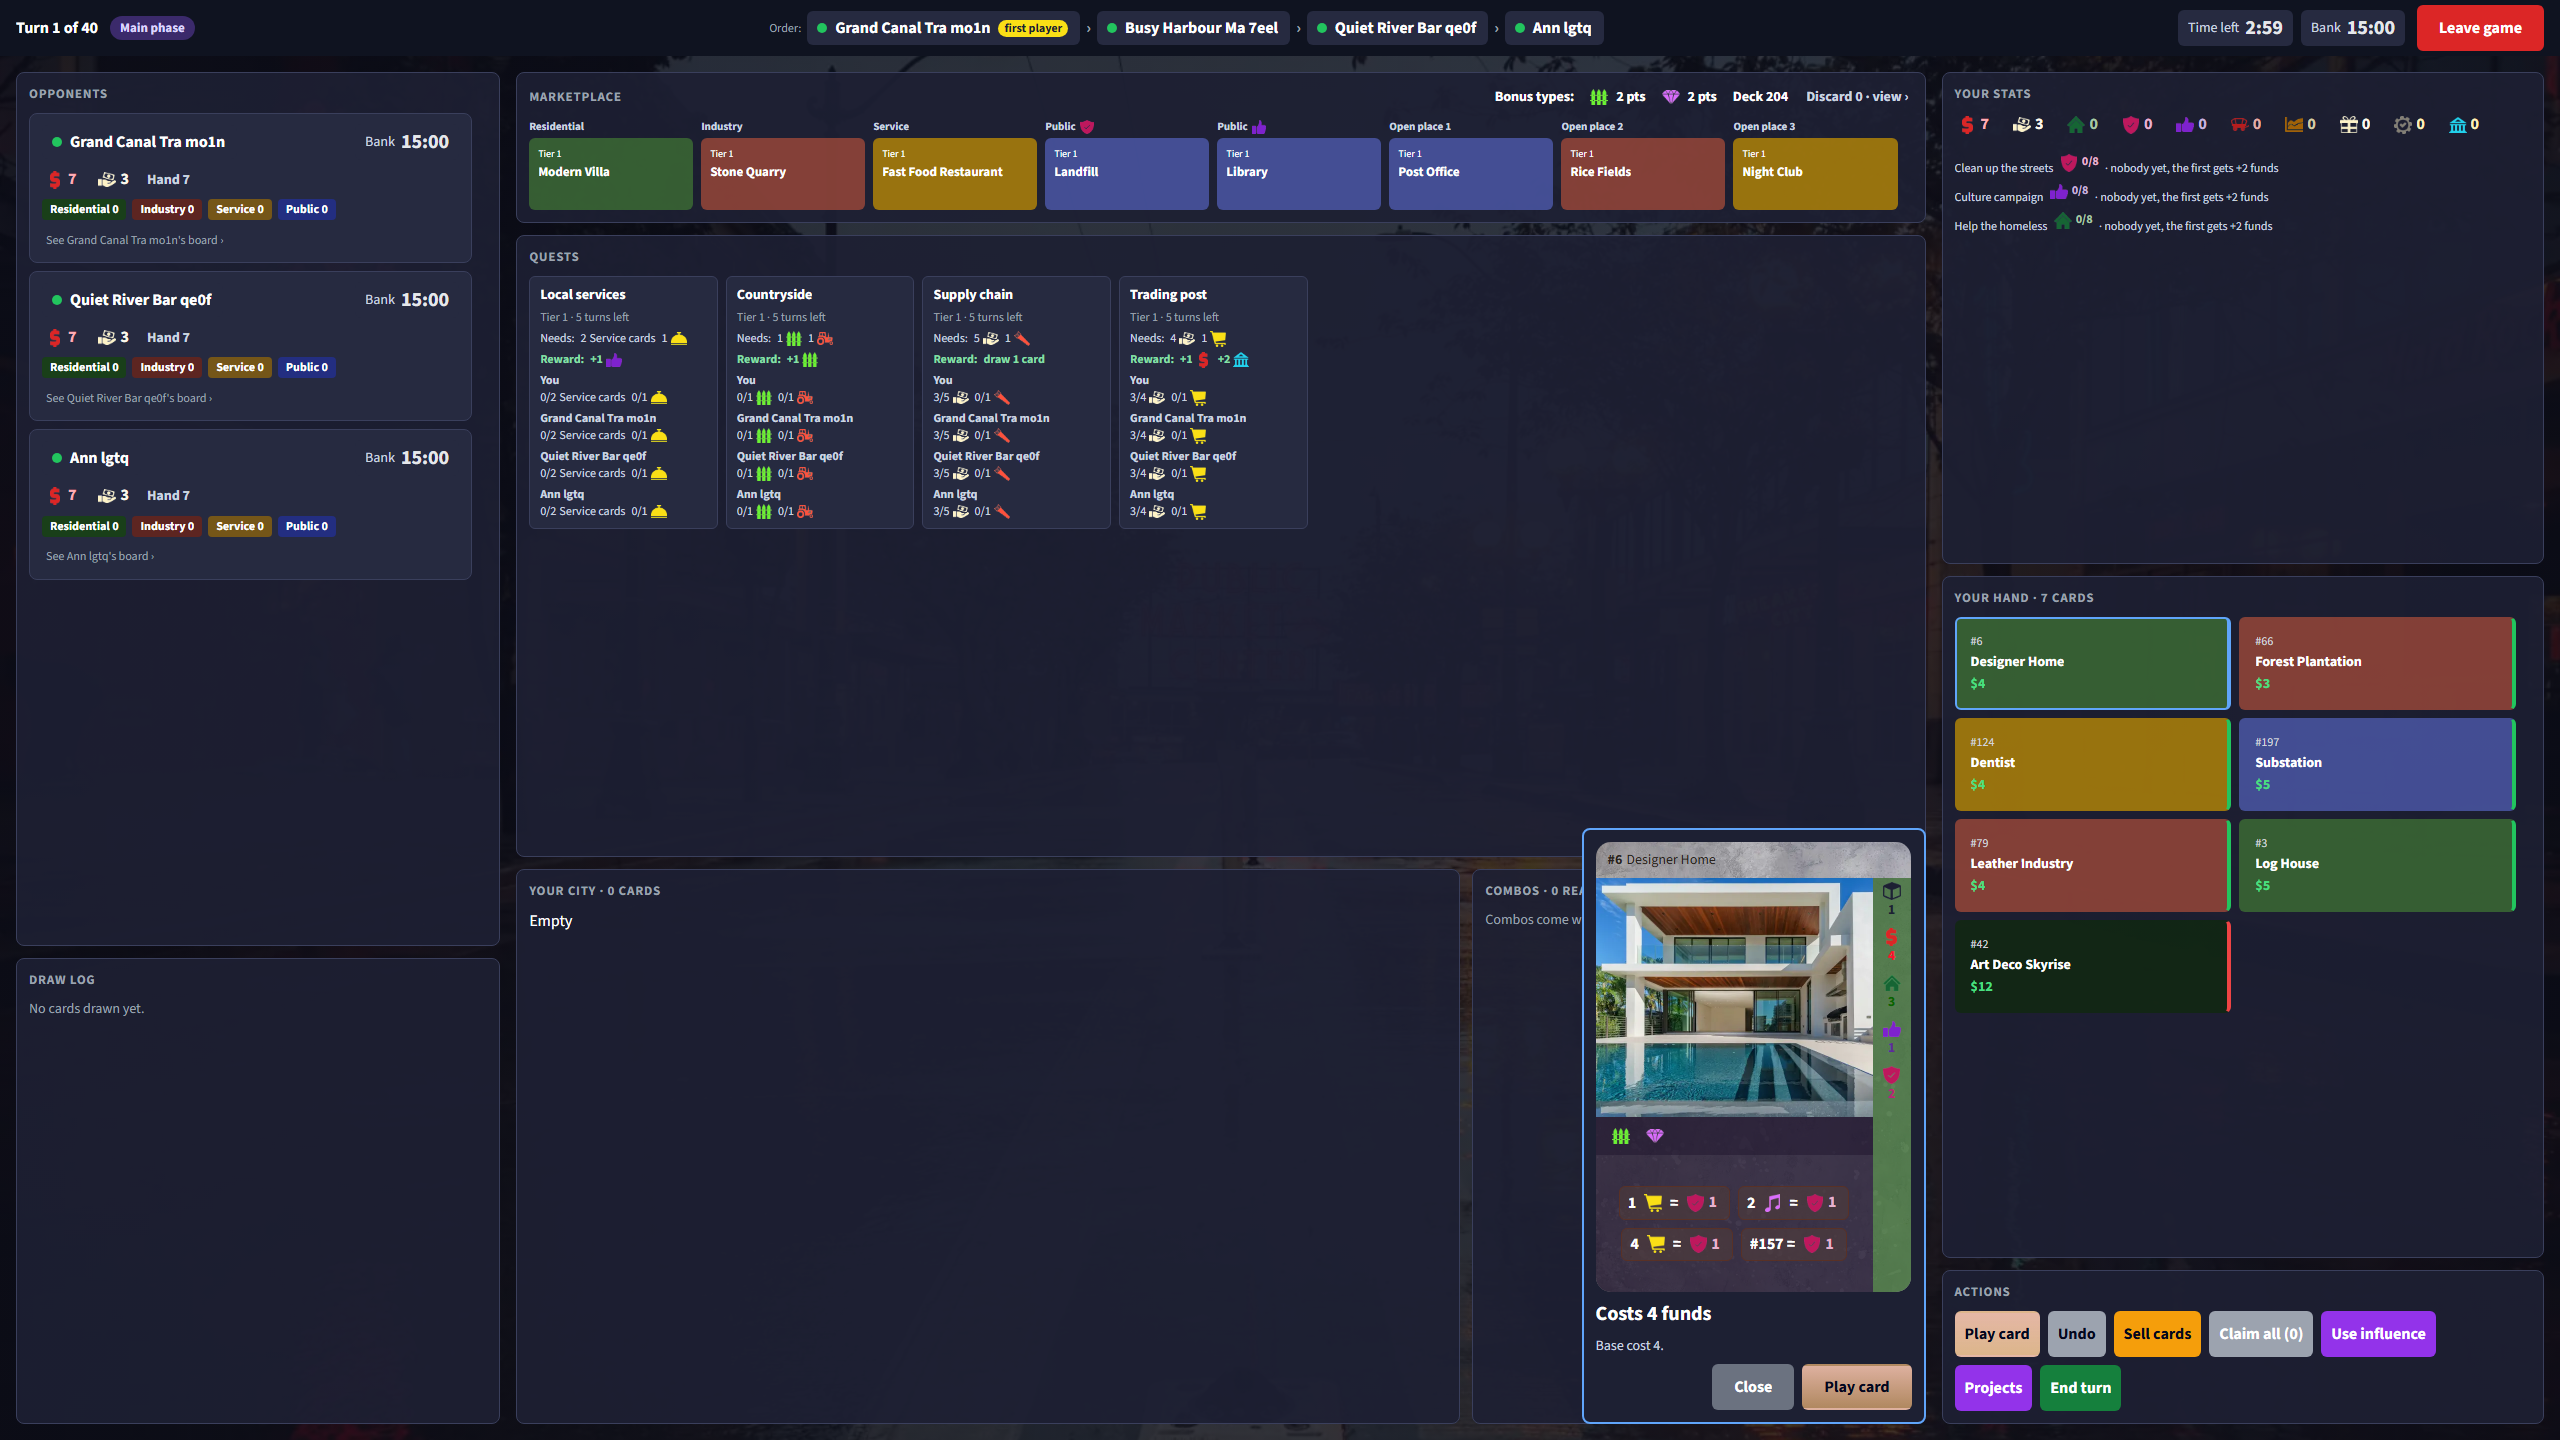 Turn 1 of 40 Main phase
Order: Grand Canal Tra mo1n first player › Busy Harbour Ma 7eel › Quiet River Bar qe0f › Ann lgtq
Time left 2:59 Bank 15:00 Leave game
OPPONENTS
Grand Canal Tra mo1n Bank 15:00
7 3 Hand 7
Residential 0 Industry 0 Service 0 Public 0
See Grand Canal Tra mo1n's board ›
Quiet River Bar qe0f Bank 15:00
7 3 Hand 7
Residential 0 Industry 0 Service 0 Public 0
See Quiet River Bar qe0f's board ›
Ann lgtq Bank 15:00
7 3 Hand 7
Residential 0 Industry 0 Service 0 Public 0
See Ann lgtq's board ›
DRAW LOG
No cards drawn yet.
MARKETPLACE
Bonus types: 2 pts 2 pts Deck 204 Discard 0 · view ›
Residential Industry Service Public Public Open place 1 Open place 2 Open place 3
Tier 1 Tier 1 Tier 1 Tier 1 Tier 1 Tier 1 Tier 1 Tier 1
Modern Villa Stone Quarry Fast Food Restaurant Landfill Library Post Office Rice Fields Night Club
QUESTS
Local services
Tier 1 · 5 turns left
Needs: 2 Service cards 1
Reward: +1
You
0/2 Service cards 0/1
Grand Canal Tra mo1n
0/2 Service cards 0/1
Quiet River Bar qe0f
0/2 Service cards 0/1
Ann lgtq
0/2 Service cards 0/1
Countryside
Tier 1 · 5 turns left
Needs: 1 1
Reward: +1
You
0/1 0/1
Grand Canal Tra mo1n
0/1 0/1
Quiet River Bar qe0f
0/1 0/1
Ann lgtq
0/1 0/1
Supply chain
Tier 1 · 5 turns left
Needs: 5 1
Reward: draw 1 card
You
3/5 0/1
Grand Canal Tra mo1n
3/5 0/1
Quiet River Bar qe0f
3/5 0/1
Ann lgtq
3/5 0/1
Trading post
Tier 1 · 5 turns left
Needs: 4 1
Reward: +1 +2
You
3/4 0/1
Grand Canal Tra mo1n
3/4 0/1
Quiet River Bar qe0f
3/4 0/1
Ann lgtq
3/4 0/1
YOUR CITY · 0 CARDS
Empty
COMBOS · 0 REA
Combos come w
#6 Designer Home
1
4
3
1
2
1 = 1 2 = 1
4 = 1 #157 = 1
Costs 4 funds
Base cost 4.
Close Play card
YOUR STATS
7 3 0 0 0 0 0 0 0 0
Clean up the streets 0/8 · nobody yet, the first gets +2 funds
Culture campaign 0/8 · nobody yet, the first gets +2 funds
Help the homeless 0/8 · nobody yet, the first gets +2 funds
YOUR HAND · 7 CARDS
#6
Designer Home
$4
#66
Forest Plantation
$3
#124
Dentist
$4
#197
Substation
$5
#79
Leather Industry
$4
#3
Log House
$5
#42
Art Deco Skyrise
$12
ACTIONS
Play card Undo Sell cards Claim all (0) Use influence
Projects End turn